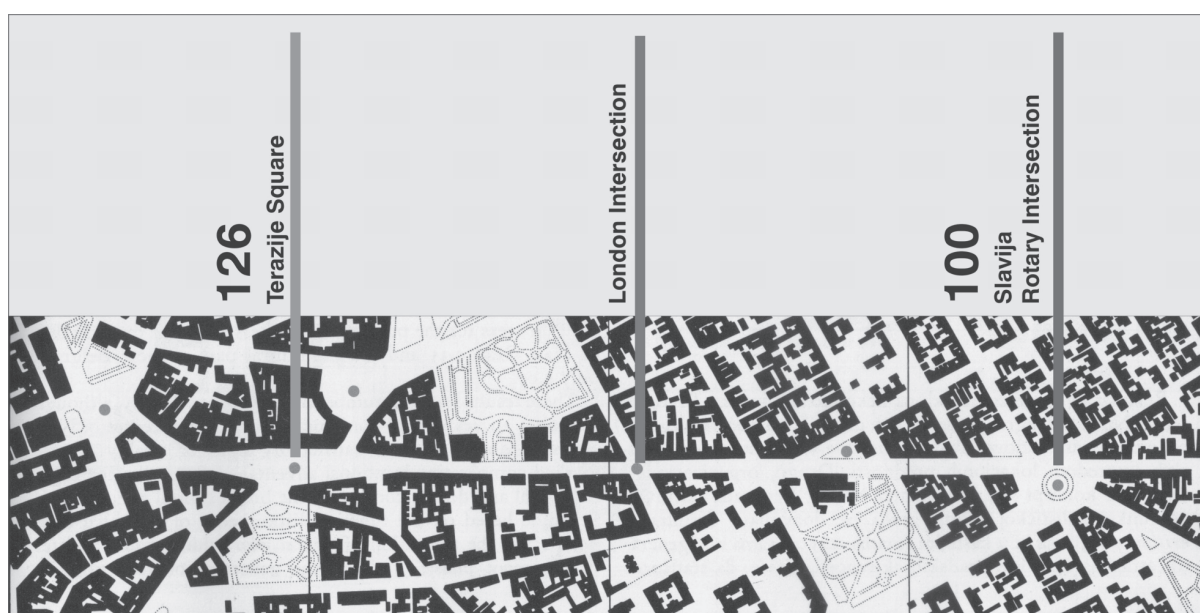 126
Terazije Square
London Intersection
100
Slavija
Rotary Intersection